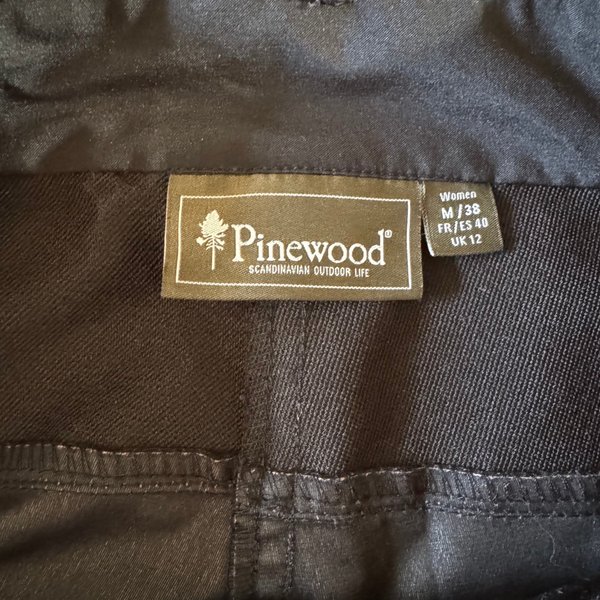 Pinewood®
SCANDINAVIAN OUTDOOR LIFE
Women
M/38
FR/ES 40
UK 12